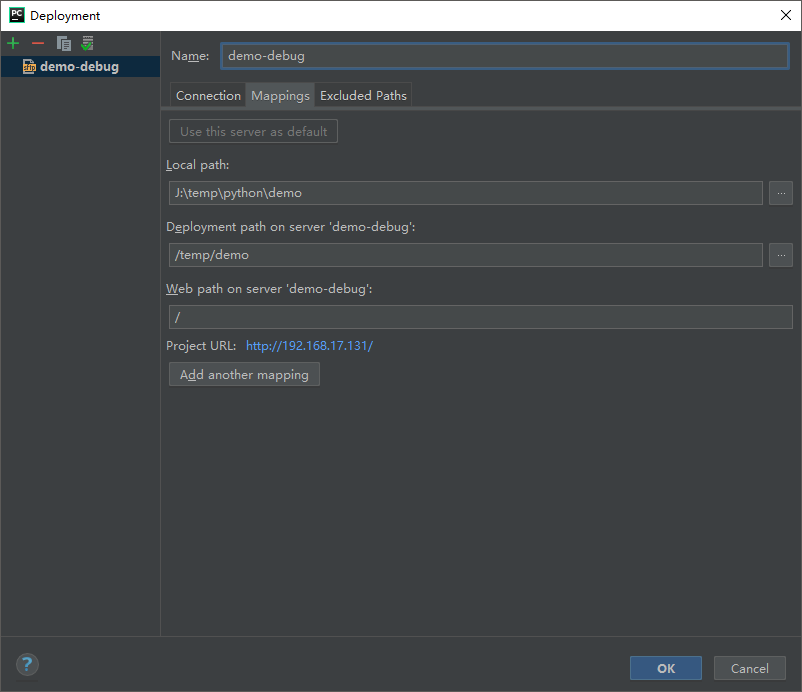 PC Deployment
demo-debug
Name: demo-debug
Connection Mappings Excluded Paths
Use this server as default
Local path:
J:\temp\python\demo ...
Deployment path on server 'demo-debug':
/temp/demo ...
Web path on server 'demo-debug':
/
Project URL: http://192.168.17.131/
Add another mapping
? OK Cancel